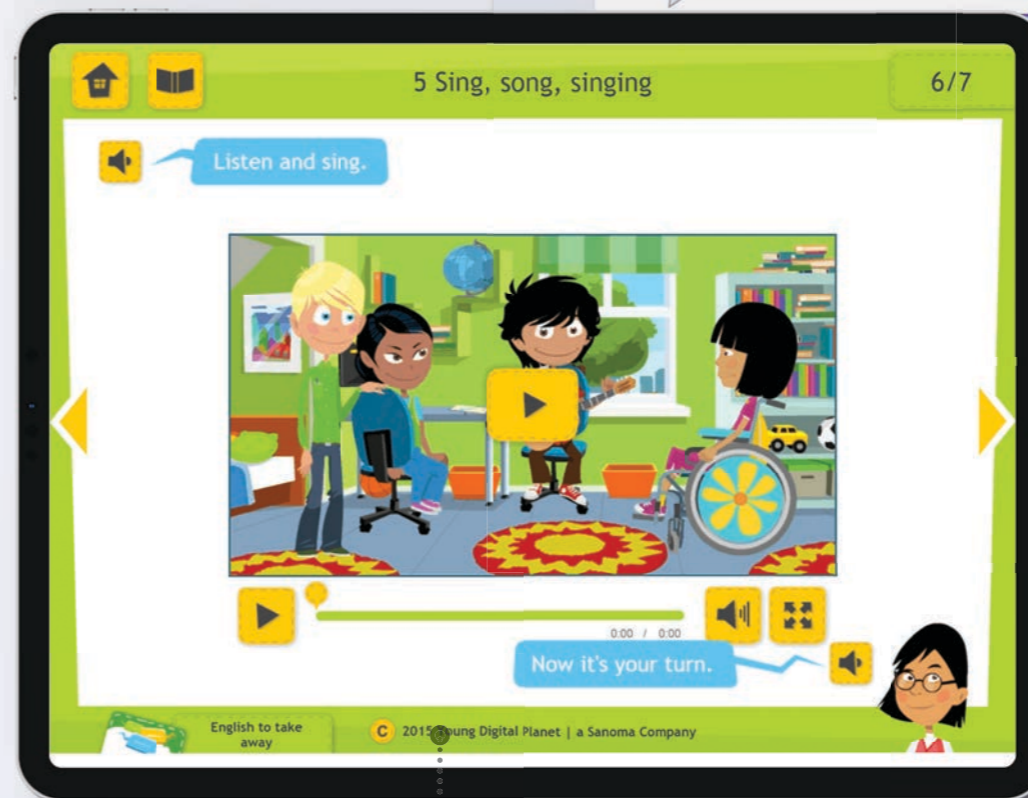 5 Sing, song, singing
6/7
Listen and sing.
0:00 / 0:00
Now it's your turn.
English to take
away
C 2015 Young Digital Planet | a Sanoma Company